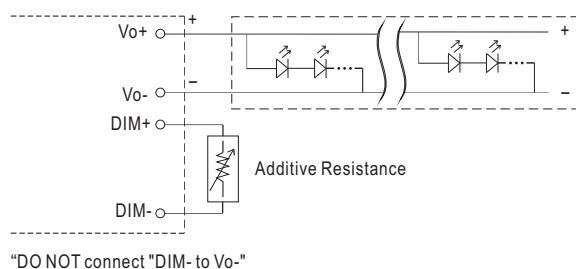 Vo+
+
+
Vo-
–
–
DIM+
Additive Resistance
DIM-
"DO NOT connect "DIM- to Vo-"